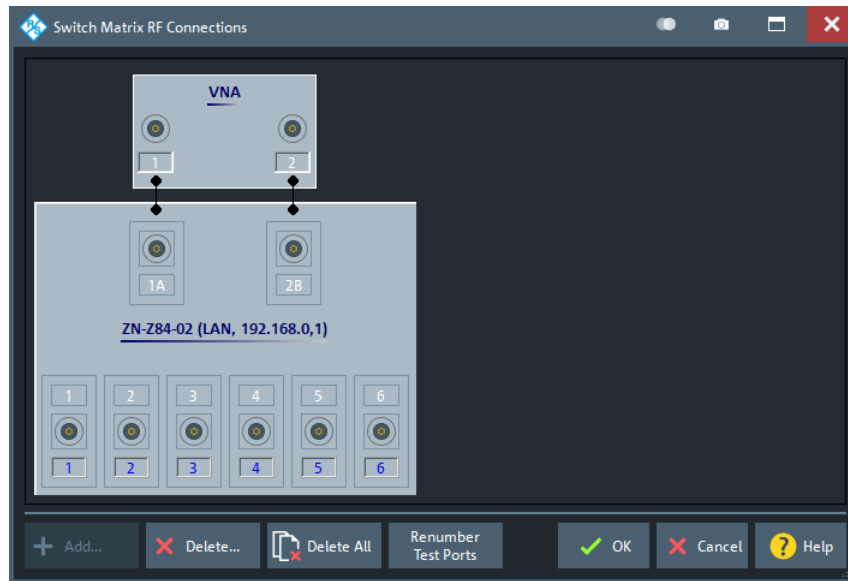 R/S Switch Matrix RF Connections
VNA
1 2
1A 2B
ZN-Z84-02 (LAN, 192.168.0,1)
1 2 3 4 5 6
1 2 3 4 5 6
+ Add... Delete... Delete All Renumber Test Ports OK Cancel ? Help